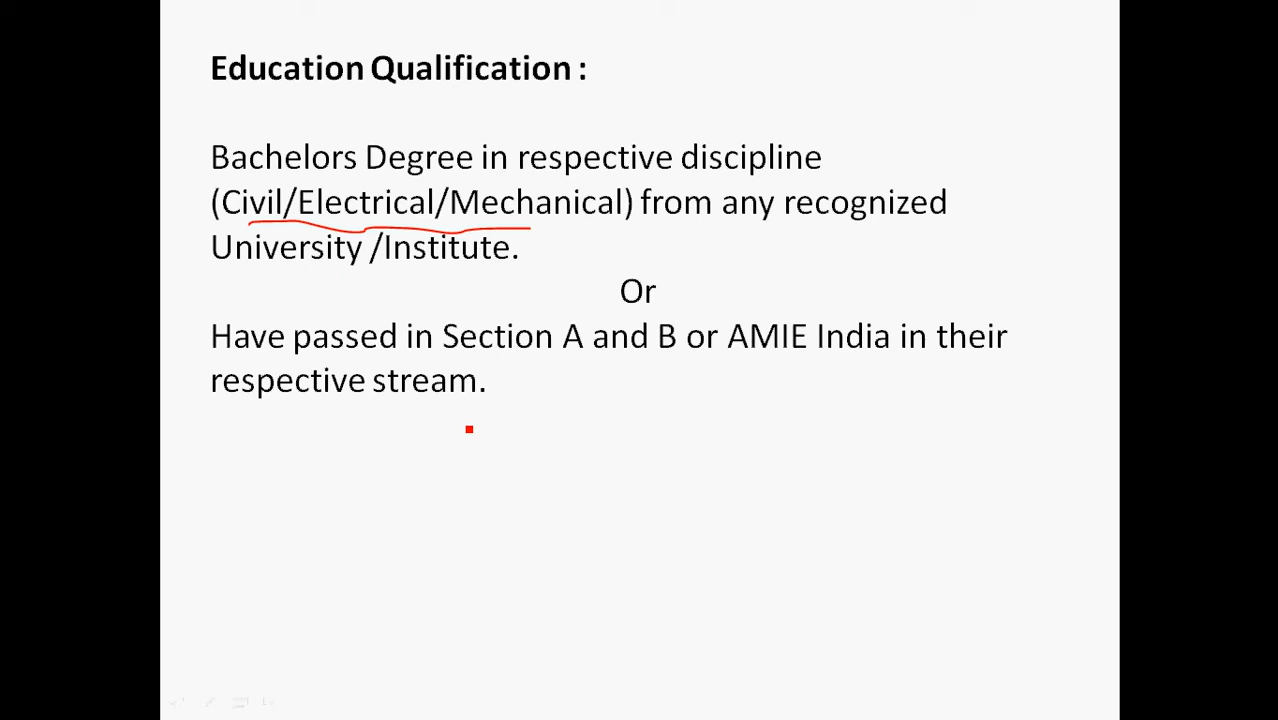 Education Qualification :
Bachelors Degree in respective discipline
(Civil/Electrical/Mechanical) from any recognized
University /Institute.
Or
Have passed in Section A and B or AMIE India in their
respective stream.